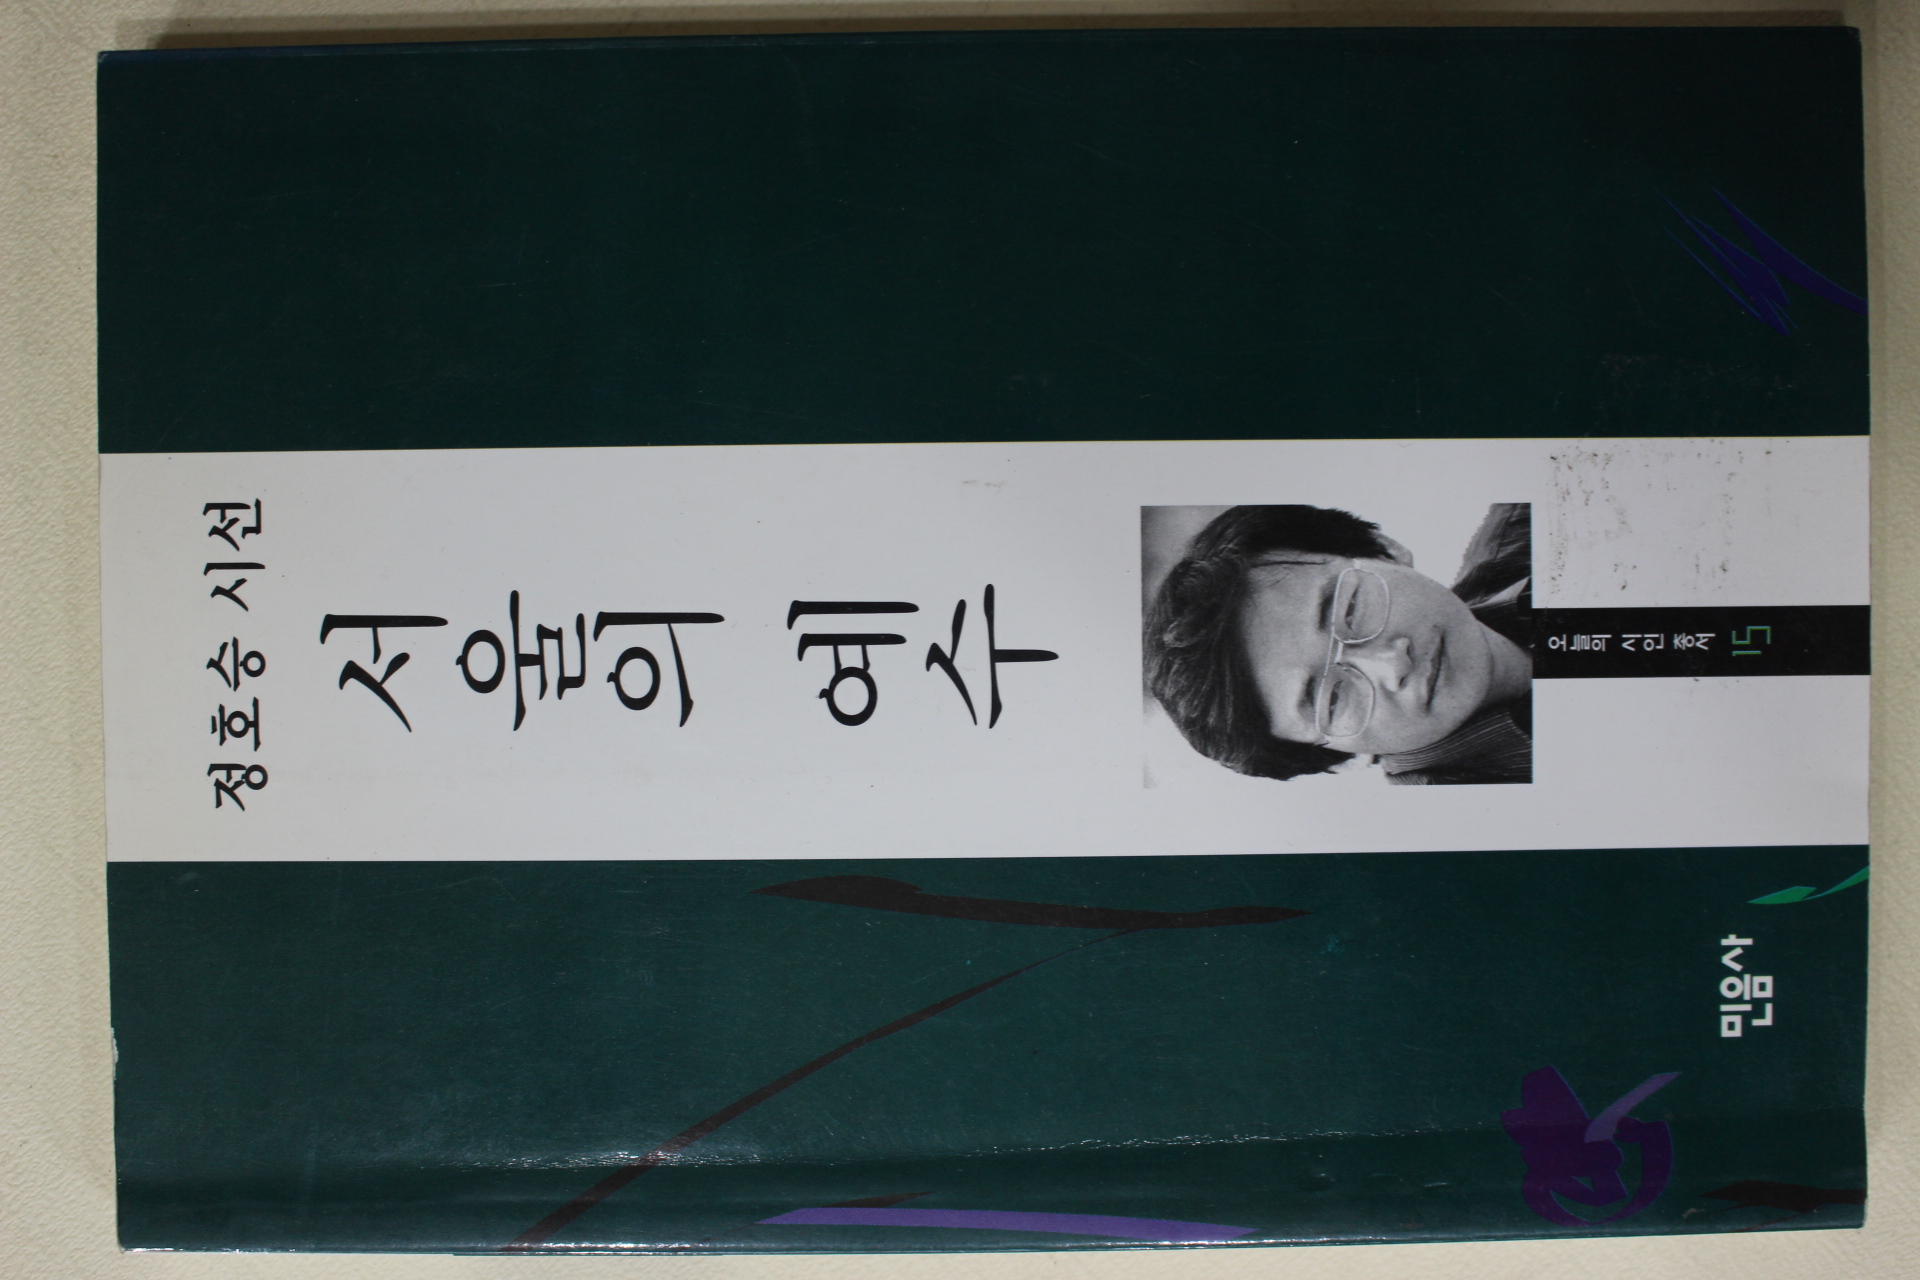 정호승 시선
서울의 예수
오늘의 시인 총서 15
민음사